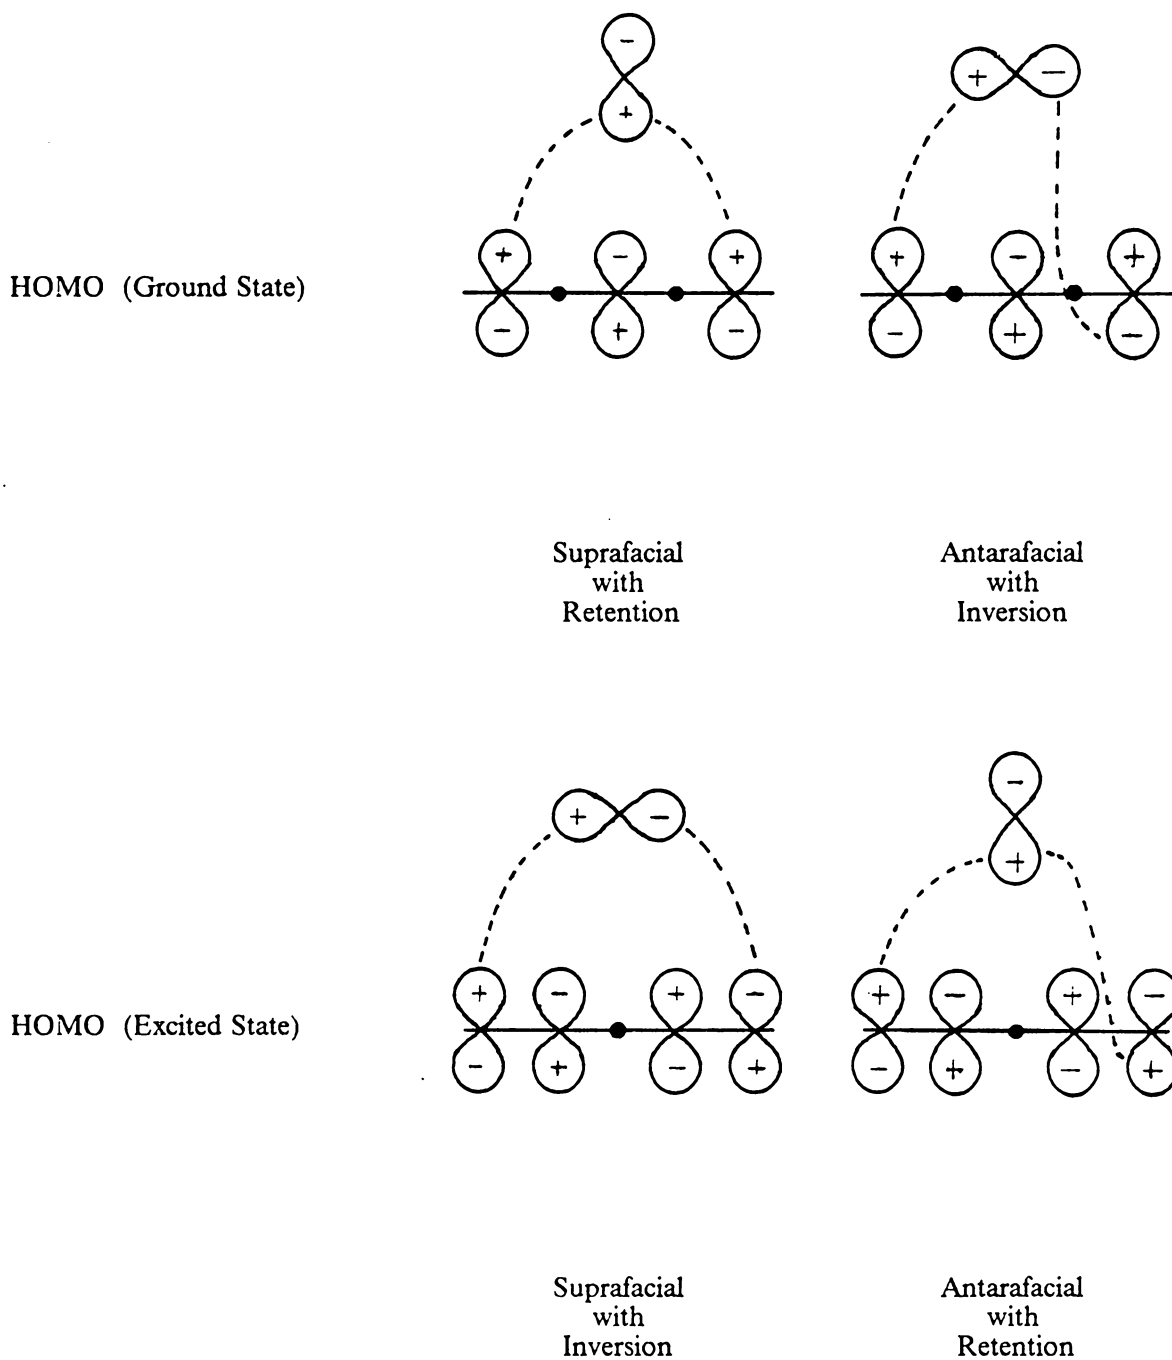 - +
+ -
+ - + + - +
HOMO (Ground State)
- + - - + -
Suprafacial Antarafacial
with with
Retention Inversion
-
+ - +
+ - + - + - + -
HOMO (Excited State)
- + - + - + - +
Suprafacial Antarafacial
with with
Inversion Retention